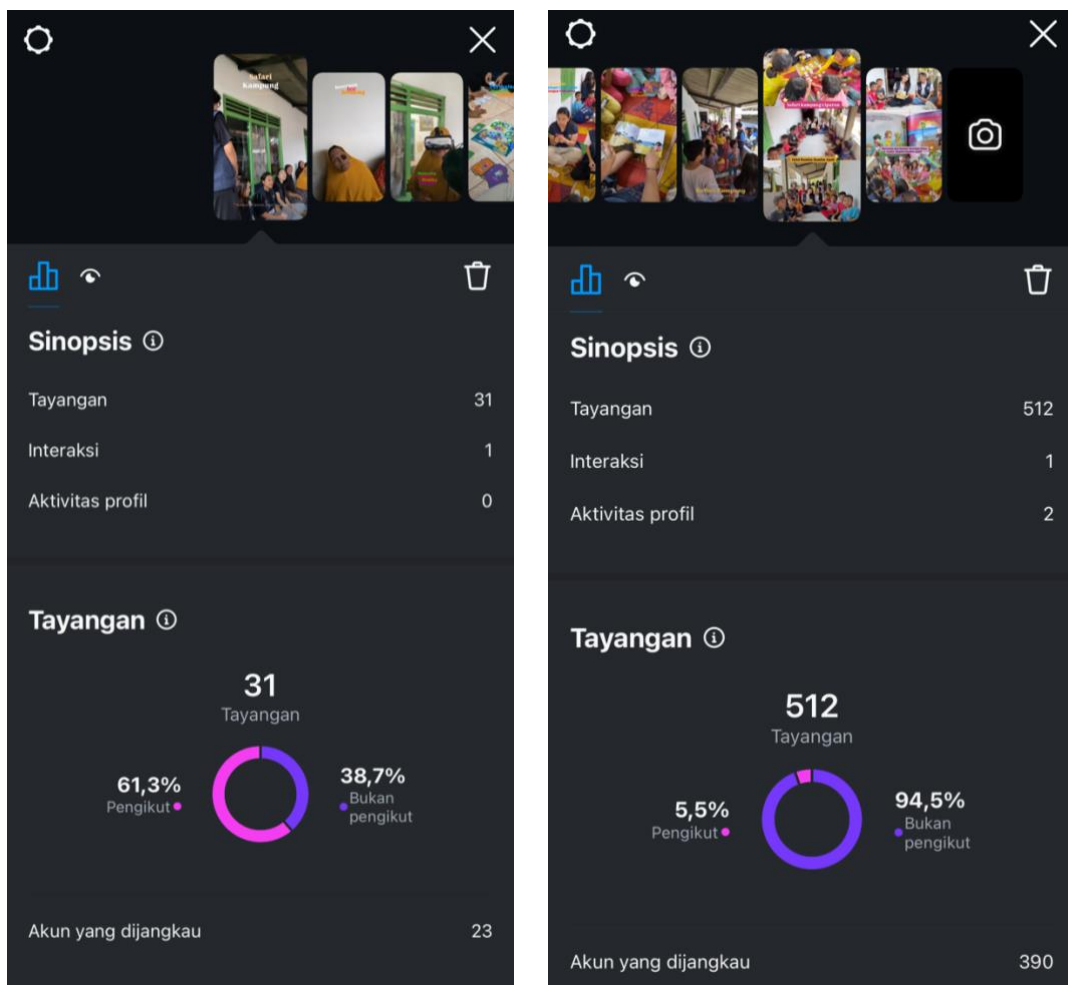 Safari
Kampung
Sinopsis
Tayangan 31
Interaksi 1
Aktivitas profil 0
Tayangan
31
Tayangan
61,3%
Pengikut
38,7%
Bukan
pengikut
Akun yang dijangkau 23
Sinopsis
Tayangan 512
Interaksi 1
Aktivitas profil 2
Tayangan
512
Tayangan
5,5%
Pengikut
94,5%
Bukan
pengikut
Akun yang dijangkau 390